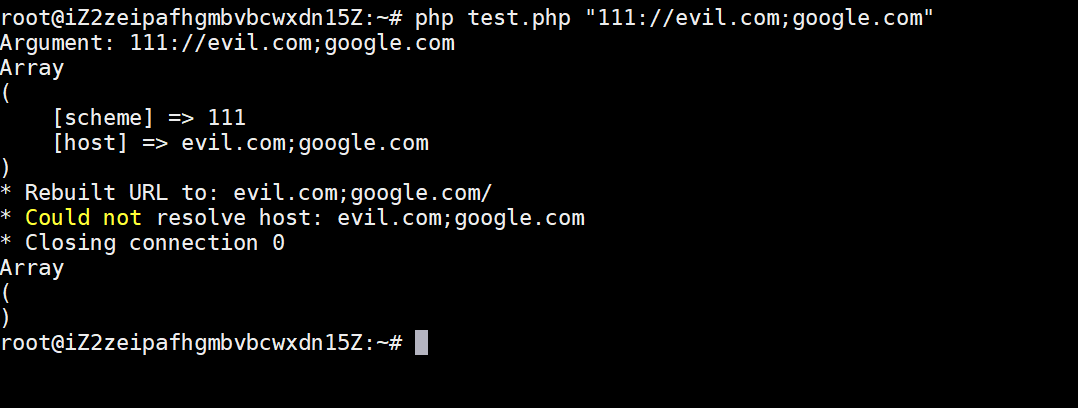 root@iZ2zeipafhgmbvbcwxdn15Z:~# php test.php "111://evil.com;google.com"
Argument: 111://evil.com;google.com
Array
(
    [scheme] => 111
    [host] => evil.com;google.com
)
* Rebuilt URL to: evil.com;google.com/
* Could not resolve host: evil.com;google.com
* Closing connection 0
Array
(
)
root@iZ2zeipafhgmbvbcwxdn15Z:~#